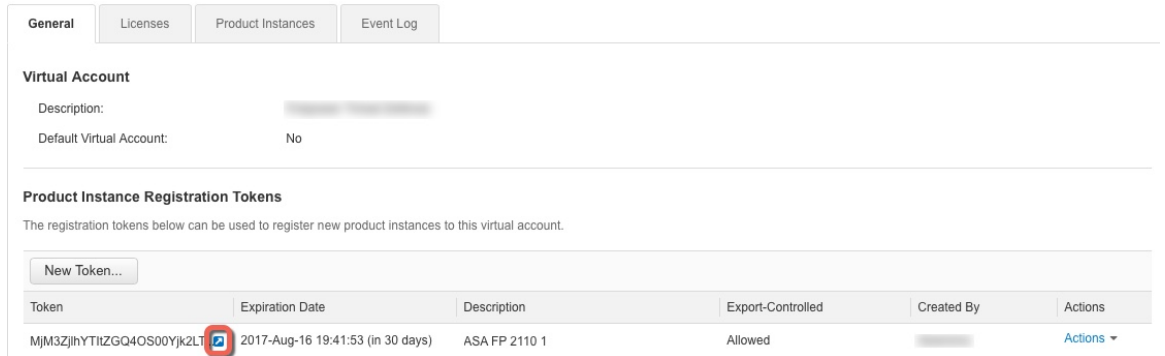 General Licenses Product Instances Event Log
Virtual Account
Description:
Default Virtual Account: No
Product Instance Registration Tokens
The registration tokens below can be used to register new product instances to this virtual account.
New Token...
Token Expiration Date Description Export-Controlled Created By Actions
MjM3ZjlhYTItZGQ4OS00Yjk2LT 2017-Aug-16 19:41:53 (in 30 days) ASA FP 2110 1 Allowed Actions